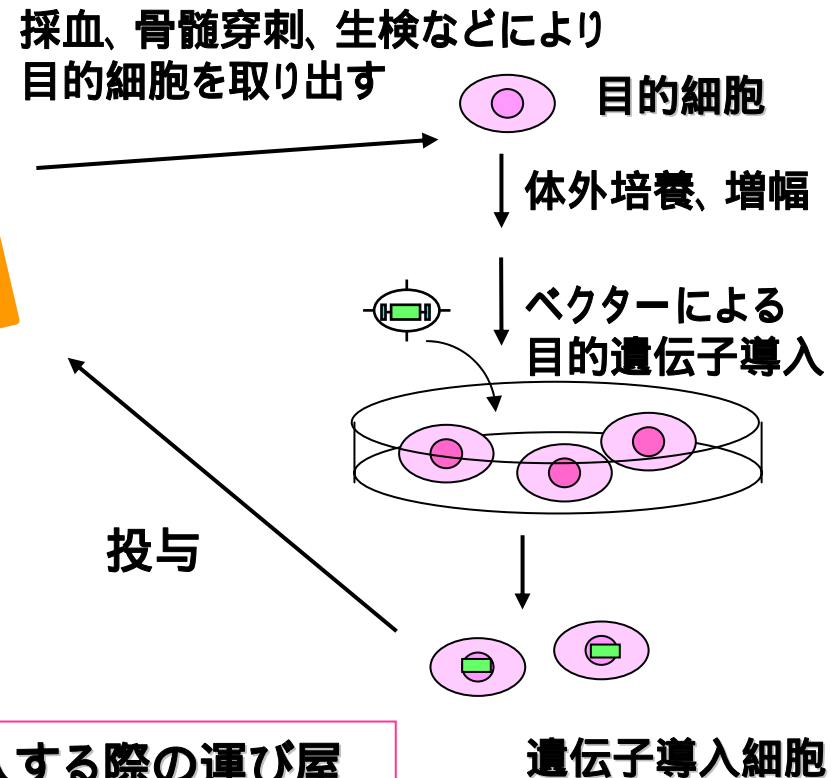 採血、骨髄穿刺、生検などにより
目的細胞を取り出す
目的細胞
体外培養、増幅
ベクターによる
目的遺伝子導入
投与
する際の運び屋
遺伝子導入細胞